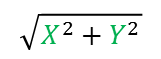 √(X² + Y²)